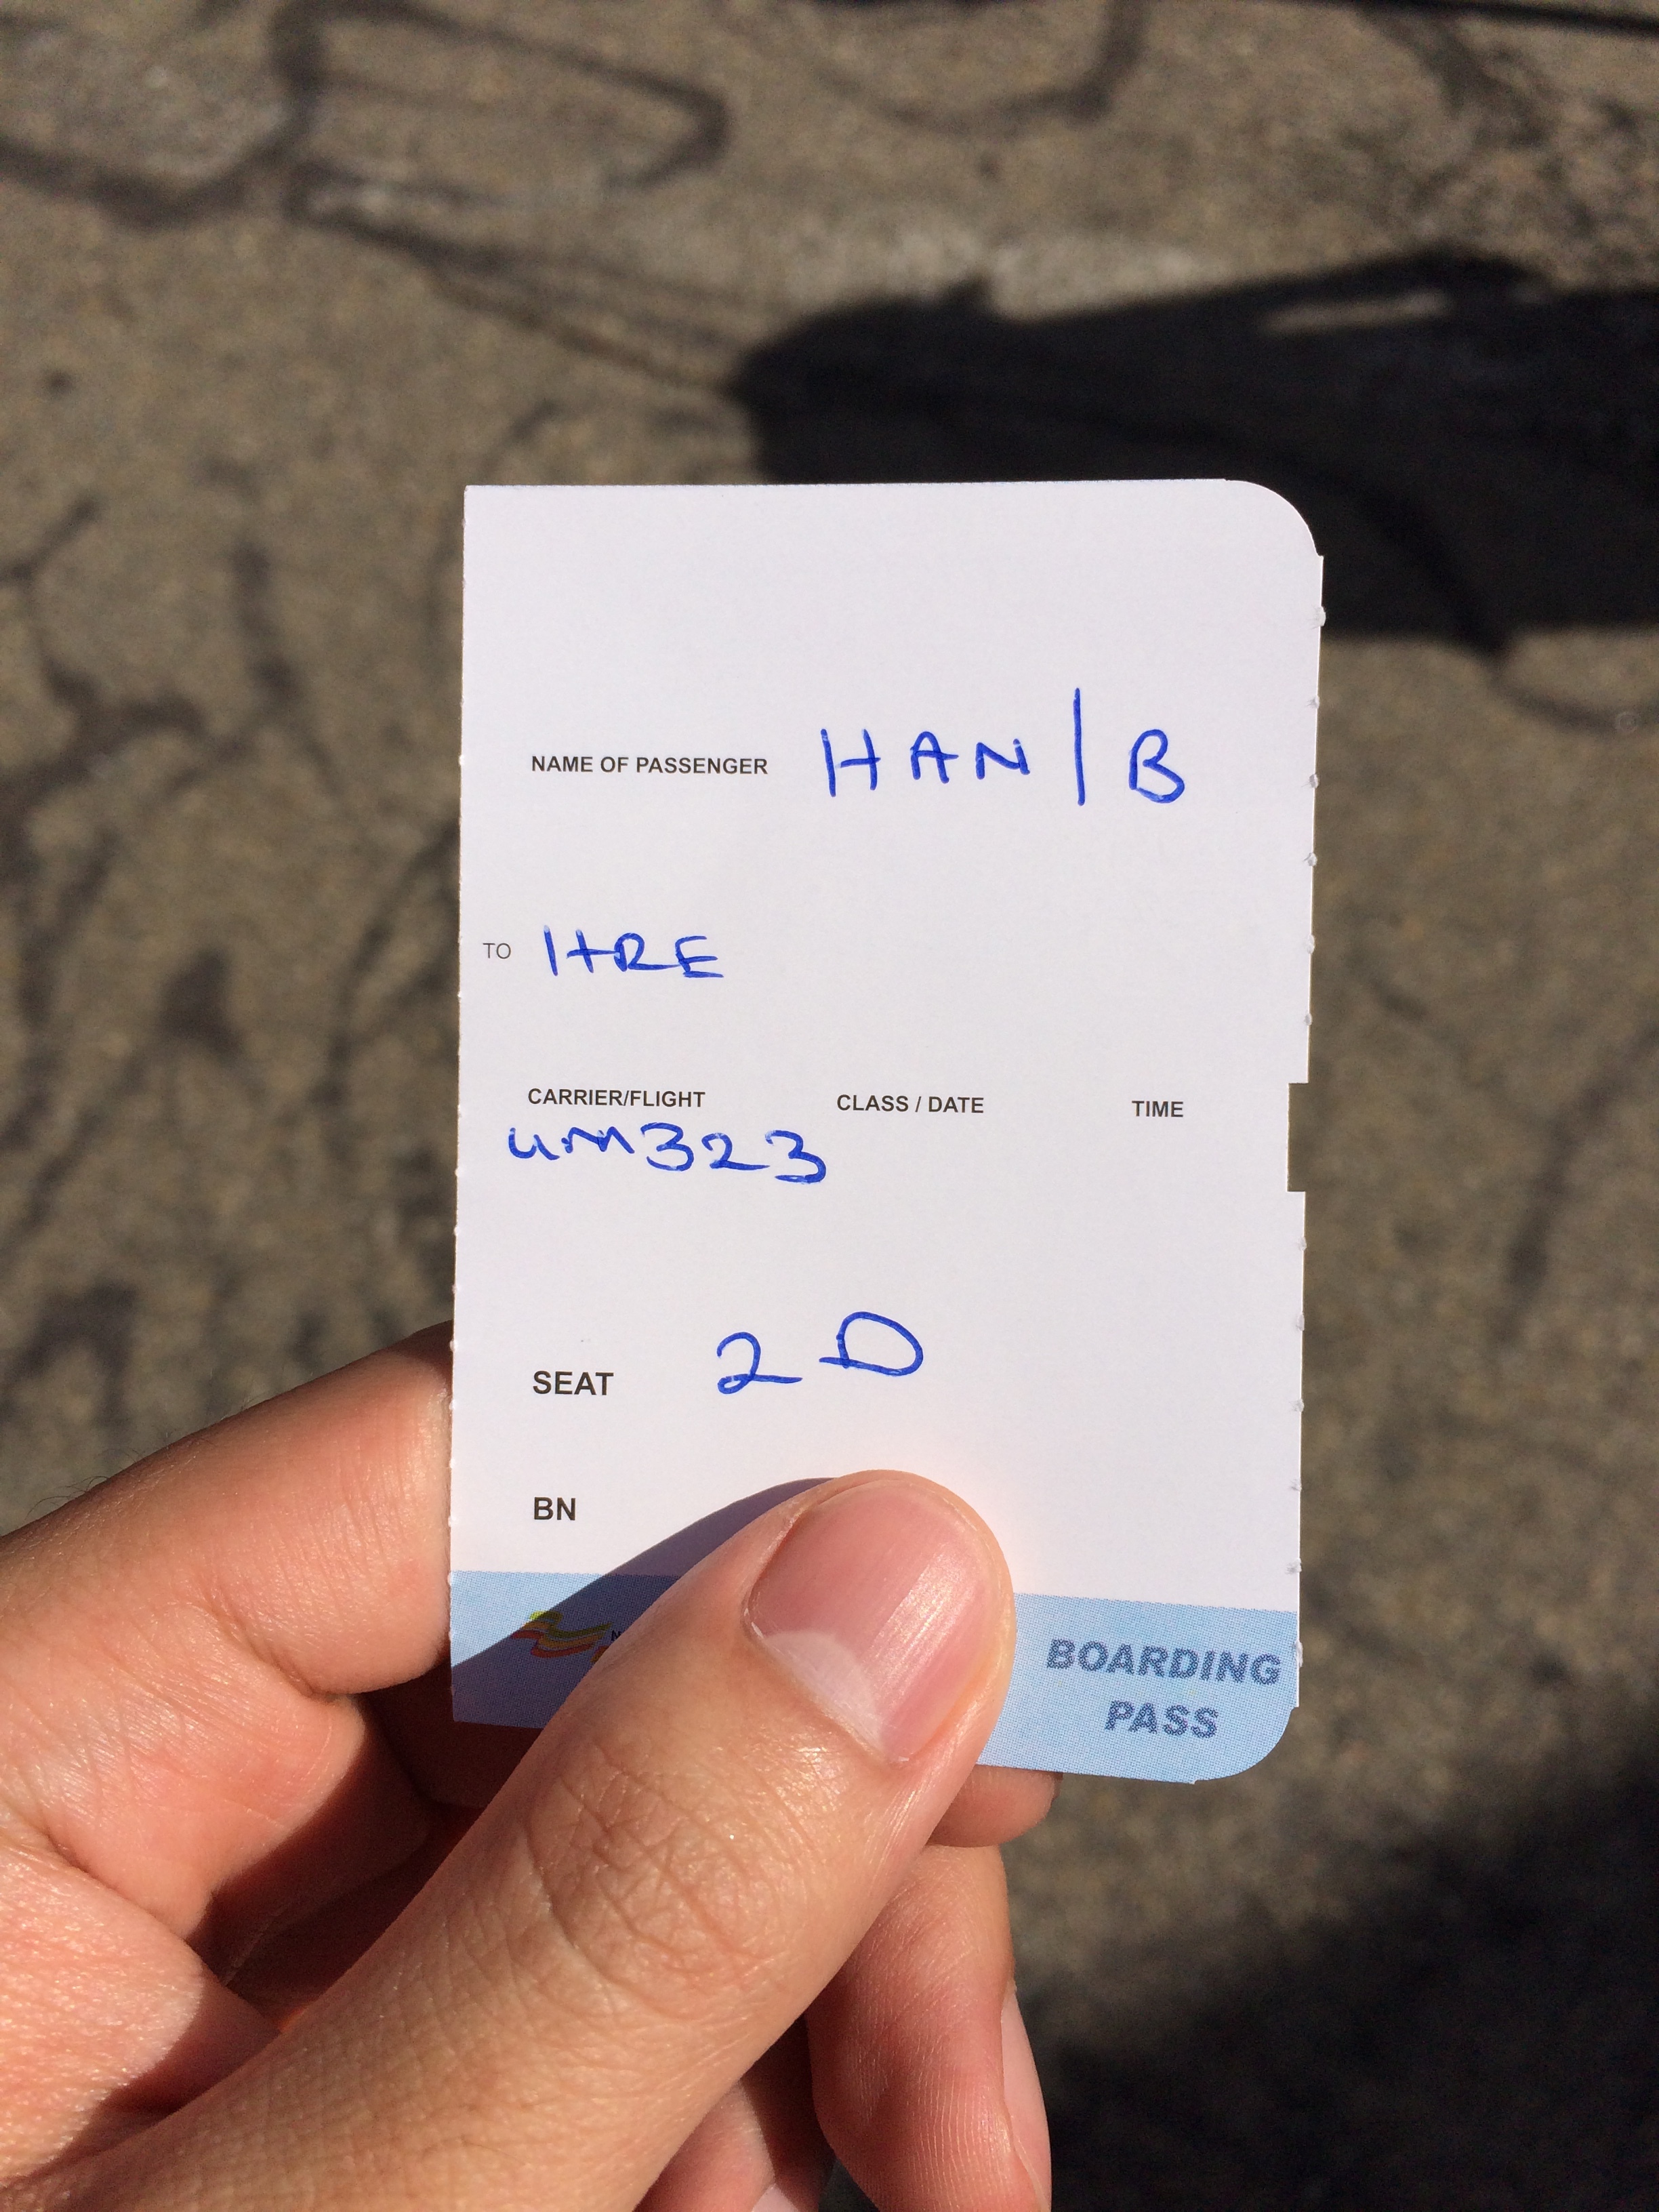 NAME OF PASSENGER HAN/B
TO HRE
CARRIER/FLIGHT CLASS / DATE TIME
UM323
SEAT 2D
BN
BOARDING
PASS